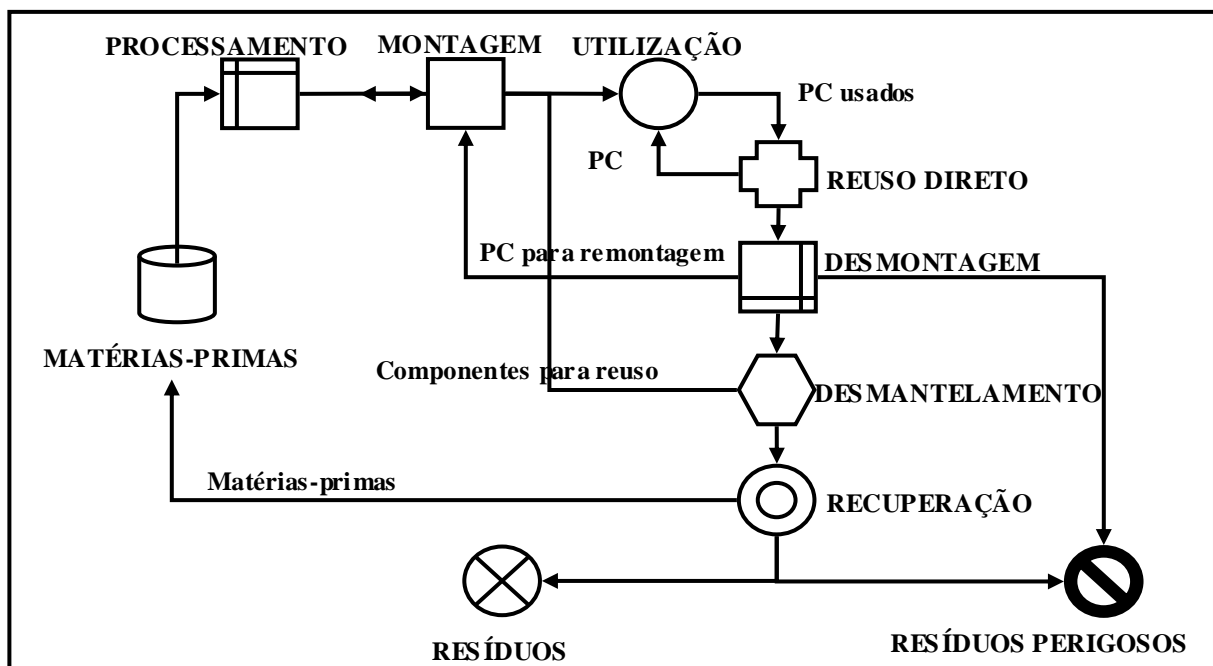 PROCESSAMENTO
MONTAGEM
UTILIZAÇÃO
PC usados
PC
REUSO DIRETO
PC para remontagem
DESMONTAGEM
MATÉRIAS-PRIMAS
Componentes para reuso
DESMANTELAMENTO
Matérias-primas
RECUPERAÇÃO
RESÍDUOS
RESÍDUOS PERIGOSOS